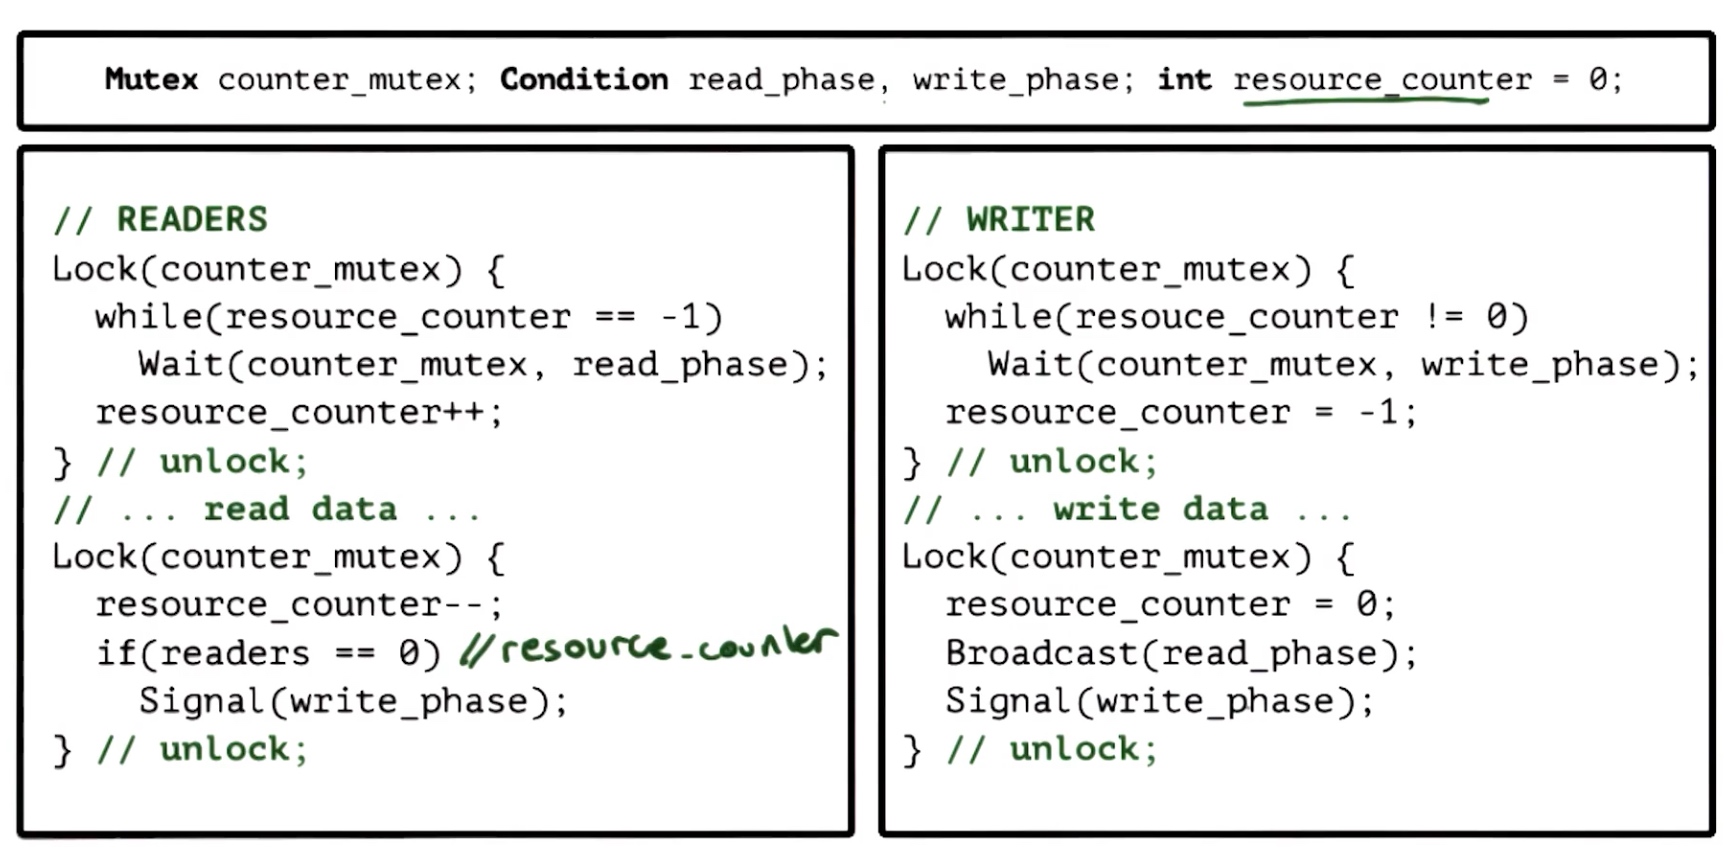 Mutex counter_mutex; Condition read_phase, write_phase; int resource_counter = 0;
// READERS
Lock(counter_mutex) {
while(resource_counter == -1)
Wait(counter_mutex, read_phase);
resource_counter++;
} // unlock;
// ... read data ...
Lock(counter_mutex) {
resource_counter--;
if(readers == 0) //resource_counter
Signal(write_phase);
} // unlock;
// WRITER
Lock(counter_mutex) {
while(resouce_counter != 0)
Wait(counter_mutex, write_phase);
resource_counter = -1;
} // unlock;
// ... write data ...
Lock(counter_mutex) {
resource_counter = 0;
Broadcast(read_phase);
Signal(write_phase);
} // unlock;